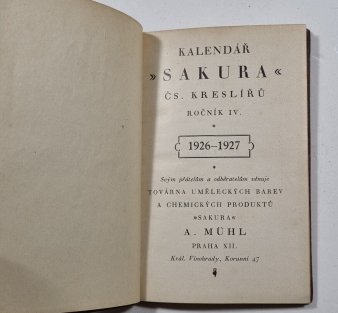 KALENDÁŘ
»SAKURA«
ČS. KRESLÍŘŮ
ROČNÍK IV.
1926–1927
Svým přátelům a odběratelům věnuje
TOVÁRNA UMĚLECKÝCH BAREV
A CHEMICKÝCH PRODUKTŮ
»SAKURA«
A. MÜHL
PRAHA XII.
Král. Vinohrady, Korunní 47